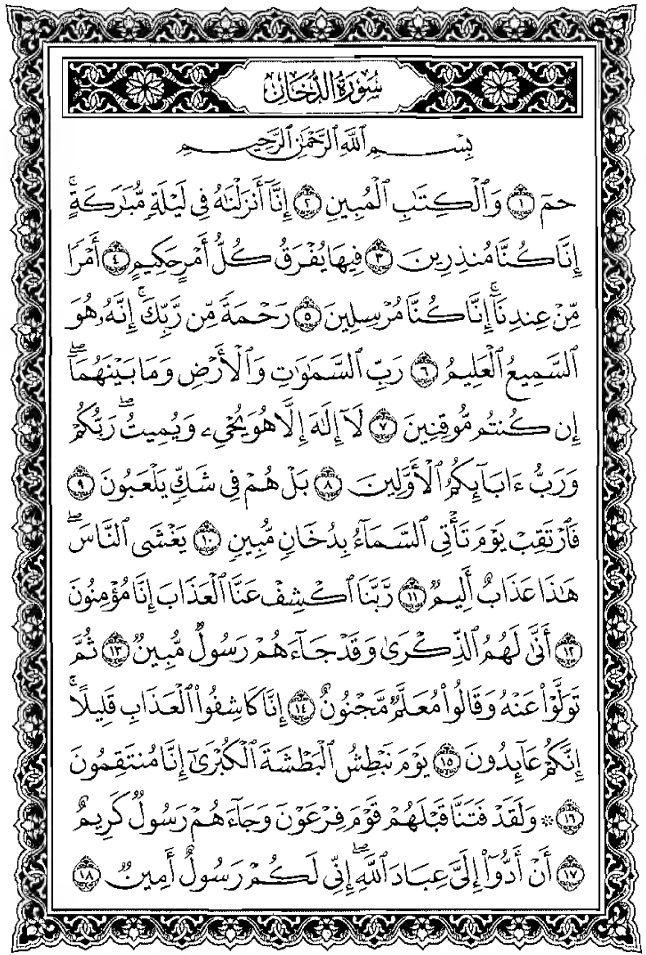 سُورَةُ الدُّخَانِ
بِسْمِ ٱللَّهِ ٱلرَّحْمَٰنِ ٱلرَّحِيمِ
حمٓ ١ وَٱلْكِتَٰبِ ٱلْمُبِينِ ٢ إِنَّآ أَنزَلْنَٰهُ فِى لَيْلَةٍ مُّبَٰرَكَةٍ ۚ
إِنَّا كُنَّا مُنذِرِينَ ٣ فِيهَا يُفْرَقُ كُلُّ أَمْرٍ حَكِيمٍ ٤ أَمْرًا
مِّنْ عِندِنَآ ۚ إِنَّا كُنَّا مُرْسِلِينَ ٥ رَحْمَةً مِّن رَّبِّكَ ۚ إِنَّهُۥ هُوَ
ٱلسَّمِيعُ ٱلْعَلِيمُ ٦ رَبِّ ٱلسَّمَٰوَٰتِ وَٱلْأَرْضِ وَمَا بَيْنَهُمَآ ۖ
إِن كُنتُم مُّوقِنِينَ ٧ لَآ إِلَٰهَ إِلَّا هُوَ يُحْىِۦ وَيُمِيتُ ۖ رَبُّكُمْ
وَرَبُّ ءَابَآئِكُمُ ٱلْأَوَّلِينَ ٨ بَلْ هُمْ فِى شَكٍّ يَلْعَبُونَ ٩
فَٱرْتَقِبْ يَوْمَ تَأْتِى ٱلسَّمَآءُ بِدُخَانٍ مُّبِينٍ ١٠ يَغْشَى ٱلنَّاسَ ۖ
هَٰذَا عَذَابٌ أَلِيمٌ ١١ رَّبَّنَا ٱكْشِفْ عَنَّا ٱلْعَذَابَ إِنَّا مُؤْمِنُونَ
١٢ أَنَّىٰ لَهُمُ ٱلذِّكْرَىٰ وَقَدْ جَآءَهُمْ رَسُولٌ مُّبِينٌ ١٣ ثُمَّ
تَوَلَّوْا۟ عَنْهُ وَقَالُوا۟ مُعَلَّمٌ مَّجْنُونٌ ١٤ إِنَّا كَاشِفُوا۟ ٱلْعَذَابِ قَلِيلًا ۚ
إِنَّكُمْ عَآئِدُونَ ١٥ يَوْمَ نَبْطِشُ ٱلْبَطْشَةَ ٱلْكُبْرَىٰٓ إِنَّا مُنتَقِمُونَ
١٦ ۞ وَلَقَدْ فَتَنَّا قَبْلَهُمْ قَوْمَ فِرْعَوْنَ وَجَآءَهُمْ رَسُولٌ كَرِيمٌ
١٧ أَنْ أَدُّوٓا۟ إِلَىَّ عِبَادَ ٱللَّهِ ۖ إِنِّى لَكُمْ رَسُولٌ أَمِينٌ ١٨